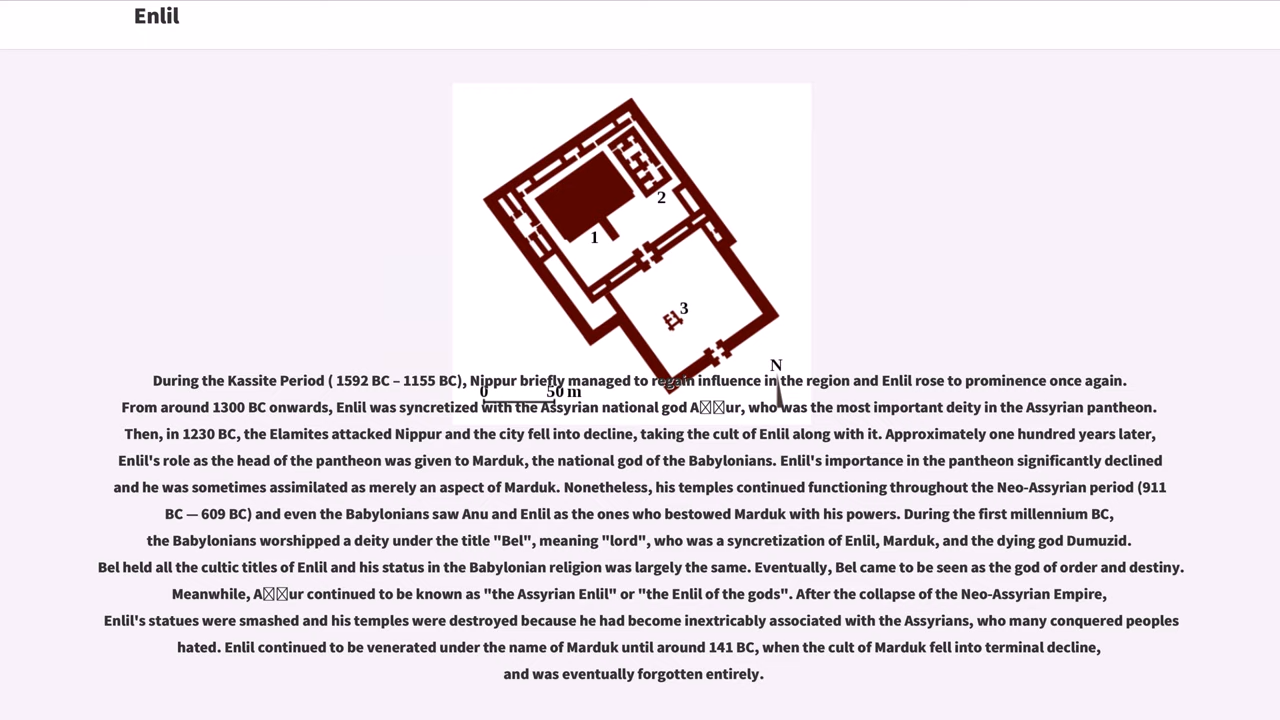 Enlil
2
1
3
N
0 50 m
During the Kassite Period ( 1592 BC – 1155 BC), Nippur briefly managed to regain influence in the region and Enlil rose to prominence once again.
From around 1300 BC onwards, Enlil was syncretized with the Assyrian national god A▯▯ur, who was the most important deity in the Assyrian pantheon.
Then, in 1230 BC, the Elamites attacked Nippur and the city fell into decline, taking the cult of Enlil along with it. Approximately one hundred years later,
Enlil's role as the head of the pantheon was given to Marduk, the national god of the Babylonians. Enlil's importance in the pantheon significantly declined
and he was sometimes assimilated as merely an aspect of Marduk. Nonetheless, his temples continued functioning throughout the Neo-Assyrian period (911
BC — 609 BC) and even the Babylonians saw Anu and Enlil as the ones who bestowed Marduk with his powers. During the first millennium BC,
the Babylonians worshipped a deity under the title "Bel", meaning "lord", who was a syncretization of Enlil, Marduk, and the dying god Dumuzid.
Bel held all the cultic titles of Enlil and his status in the Babylonian religion was largely the same. Eventually, Bel came to be seen as the god of order and destiny.
Meanwhile, A▯▯ur continued to be known as "the Assyrian Enlil" or "the Enlil of the gods". After the collapse of the Neo-Assyrian Empire,
Enlil's statues were smashed and his temples were destroyed because he had become inextricably associated with the Assyrians, who many conquered peoples
hated. Enlil continued to be venerated under the name of Marduk until around 141 BC, when the cult of Marduk fell into terminal decline,
and was eventually forgotten entirely.